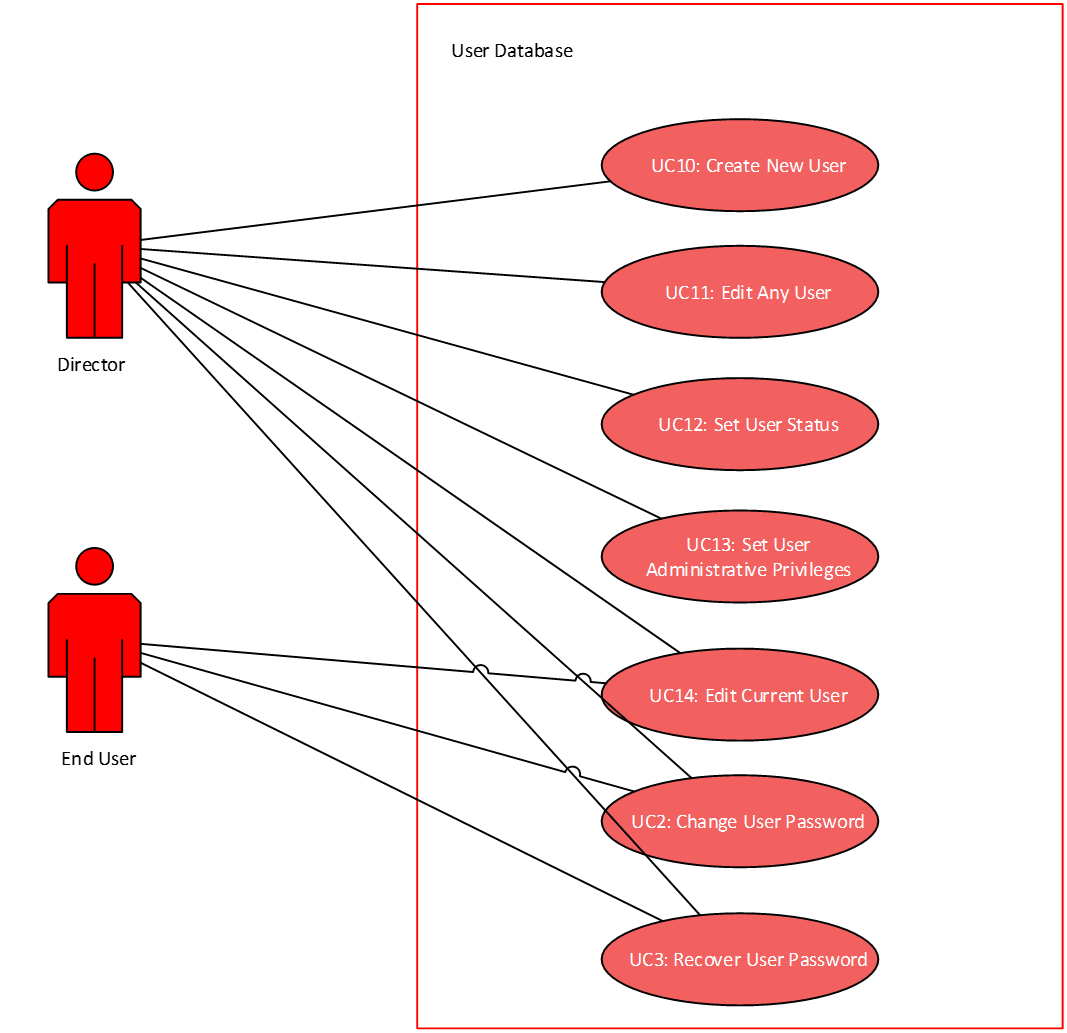 User Database
UC10: Create New User
UC11: Edit Any User
Director
UC12: Set User Status
UC13: Set User
Administrative Privileges
UC14: Edit Current User
End User
UC2: Change User Password
UC3: Recover User Password